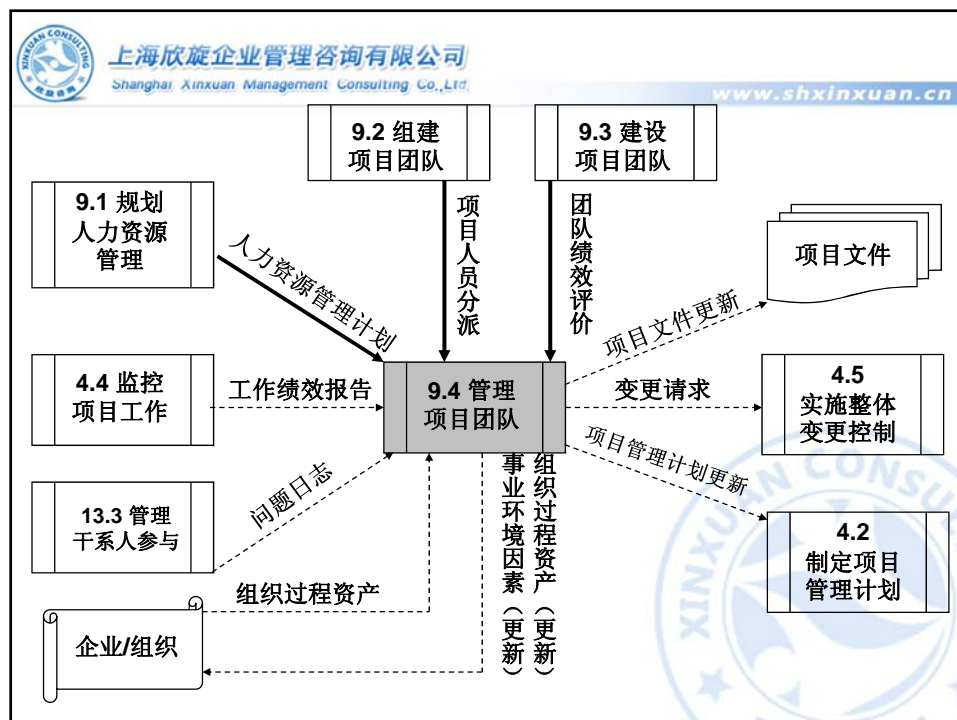 上海欣旋企业管理咨询有限公司
Shanghai Xinxuan Management Consulting Co.,Ltd.
www.shxinxuan.cn
XINXUAN CONSULTING
欣旋咨询
9.2 组建
项目团队
9.3 建设
项目团队
9.1 规划
人力资源
管理
人力资源管理计划
项目人员分派
团队绩效评价
项目文件
项目文件更新
4.4 监控
项目工作
工作绩效报告
9.4 管理
项目团队
变更请求
4.5
实施整体
变更控制
项目管理计划更新
13.3 管理
干系人参与
问题日志
4.2
制定项目
管理计划
企业/组织
组织过程资产
事业环境因素（更新）
组织过程资产（更新）
XINXUAN CONSUL